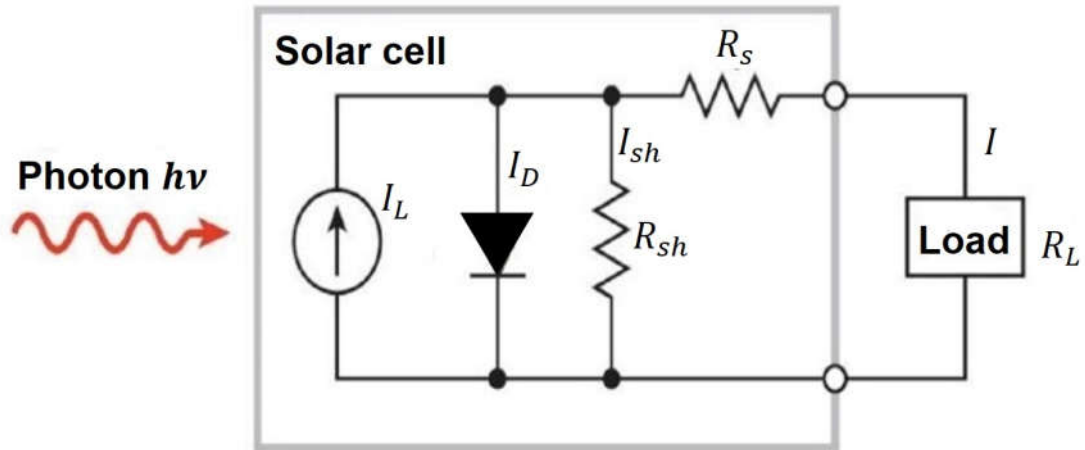 Solar cell
R_s
Photon hν
I_L
I_D
I_sh
R_sh
I
Load
R_L